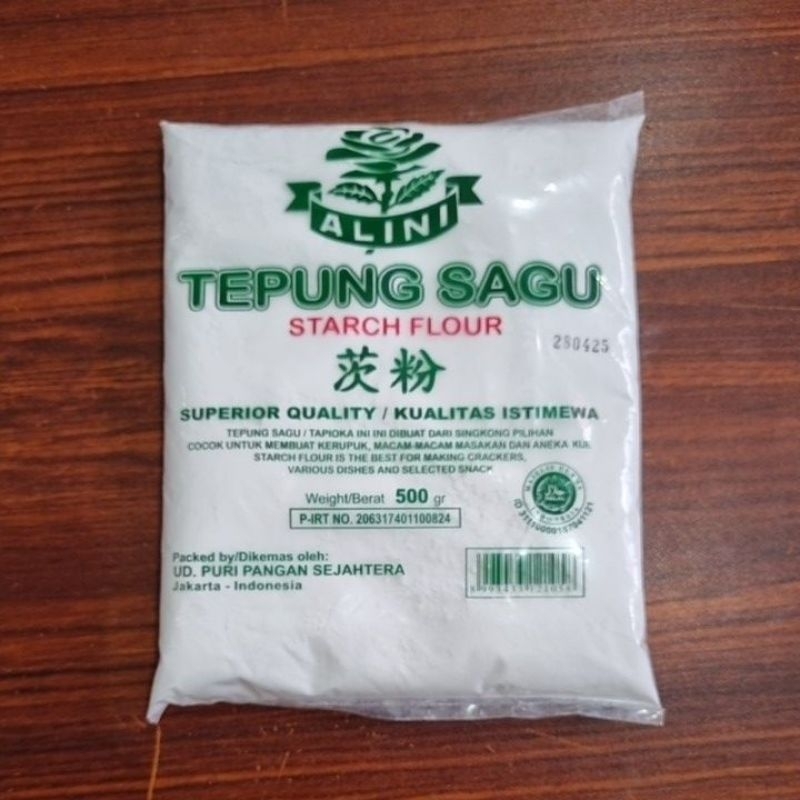 ALINI
TEPUNG SAGU
STARCH FLOUR
280425
茨粉
SUPERIOR QUALITY / KUALITAS ISTIMEWA
TEPUNG SAGU / TAPIOKA INI INI DIBUAT DARI SINGKONG PILIHAN
COCOK UNTUK MEMBUAT KERUPUK, MACAM-MACAM MASAKAN DAN ANEKA KUE
STARCH FLOUR IS THE BEST FOR MAKING CRACKERS,
VARIOUS DISHES AND SELECTED SNACK
Weight/Berat 500 gr
P-IRT NO. 206317401100824
Packed by/Dikemas oleh:
UD. PURI PANGAN SEJAHTERA
Jakarta - Indonesia